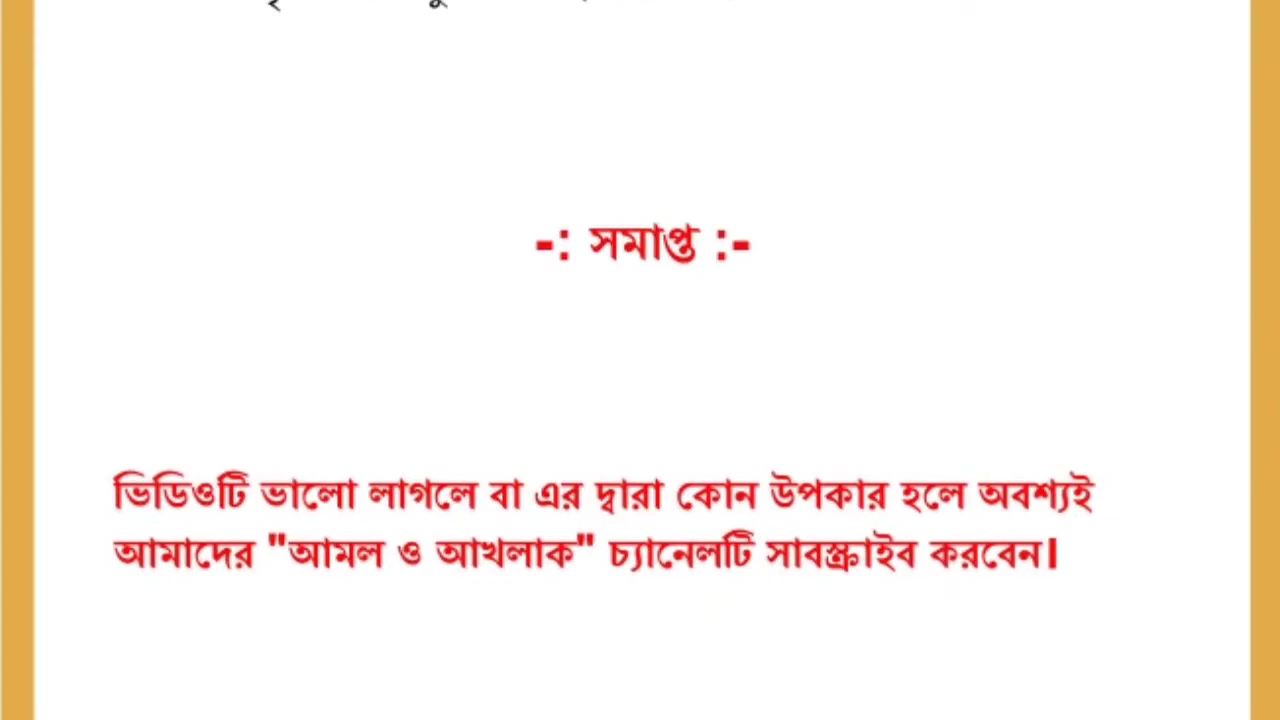 -: সমাপ্ত :-
ভিডিওটি ভালো লাগলে বা এর দ্বারা কোন উপকার হলে অবশ্যই
আমাদের "আমল ও আখলাক" চ্যানেলটি সাবস্ক্রাইব করবেন।